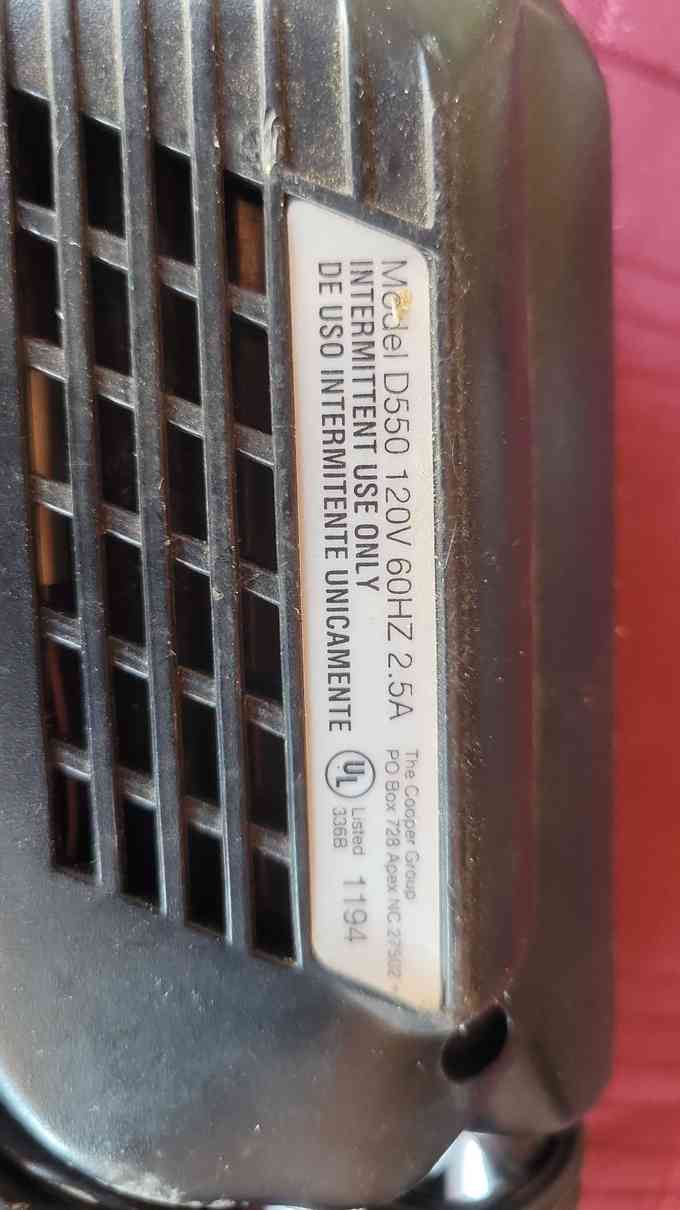 Model D550 120V 60HZ 2.5A
INTERMITTENT USE ONLY
DE USO INTERMITENTE UNICAMENTE
The Cooper Group
PO Box 728 Apex NC 27502
UL
Listed
336B
1194